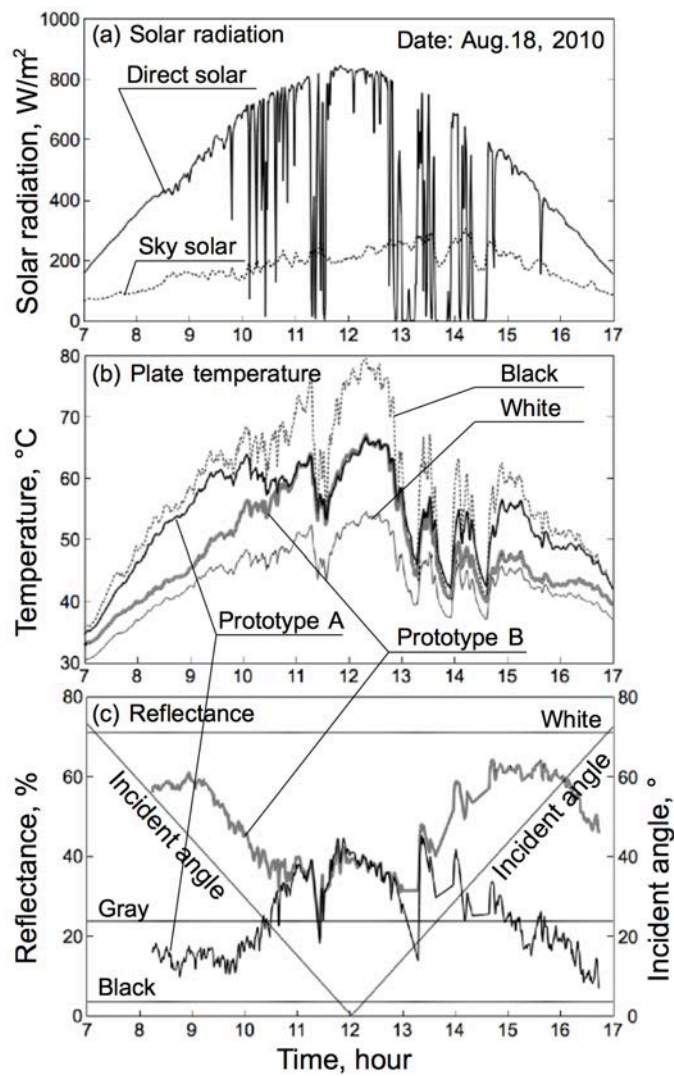 (a) Solar radiation
Date: Aug.18, 2010
Direct solar
Sky solar
Solar radiation, W/m²
1000
800
600
400
200
0
7 8 9 10 11 12 13 14 15 16 17
(b) Plate temperature
Black
White
Prototype A
Prototype B
Temperature, °C
80
70
60
50
40
30
7 8 9 10 11 12 13 14 15 16 17
(c) Reflectance
White
Incident angle
Incident angle
Gray
Black
Reflectance, %
80
60
40
20
0
Incident angle, °
80
60
40
20
0
7 8 9 10 11 12 13 14 15 16 17
Time, hour